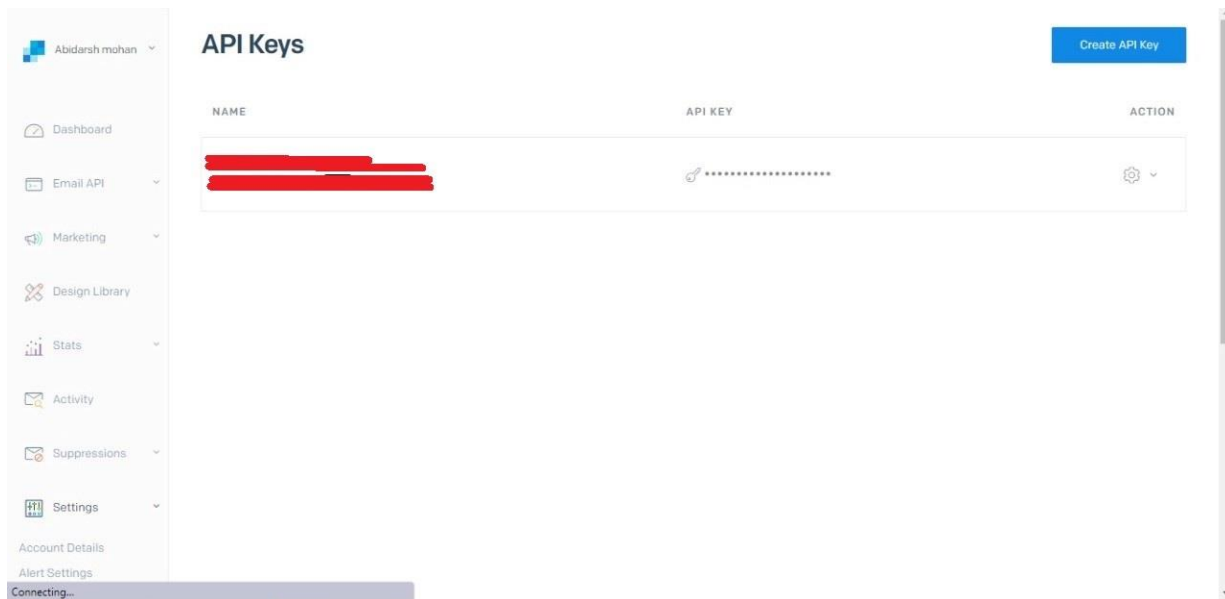 Abidarsh mohan
API Keys
Create API Key
NAME
API KEY
ACTION
••••••••••••••••••••
Dashboard
Email API
Marketing
Design Library
Stats
Activity
Suppressions
Settings
Account Details
Alert Settings
Connecting...